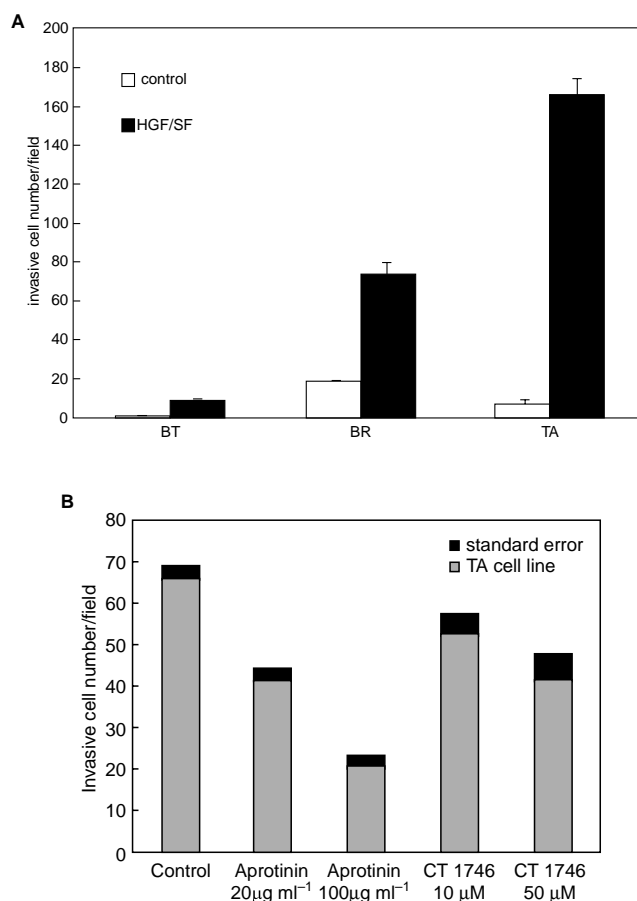 A
200
180
160
140
120
100
80
60
40
20
0
invasive cell number/field
control
HGF/SF
BT BR TA
B
80
70
60
50
40
30
20
10
0
Invasive cell number/field
standard error
TA cell line
Control Aprotinin Aprotinin CT 1746 CT 1746
20µg ml⁻¹ 100µg ml⁻¹ 10 µM 50 µM